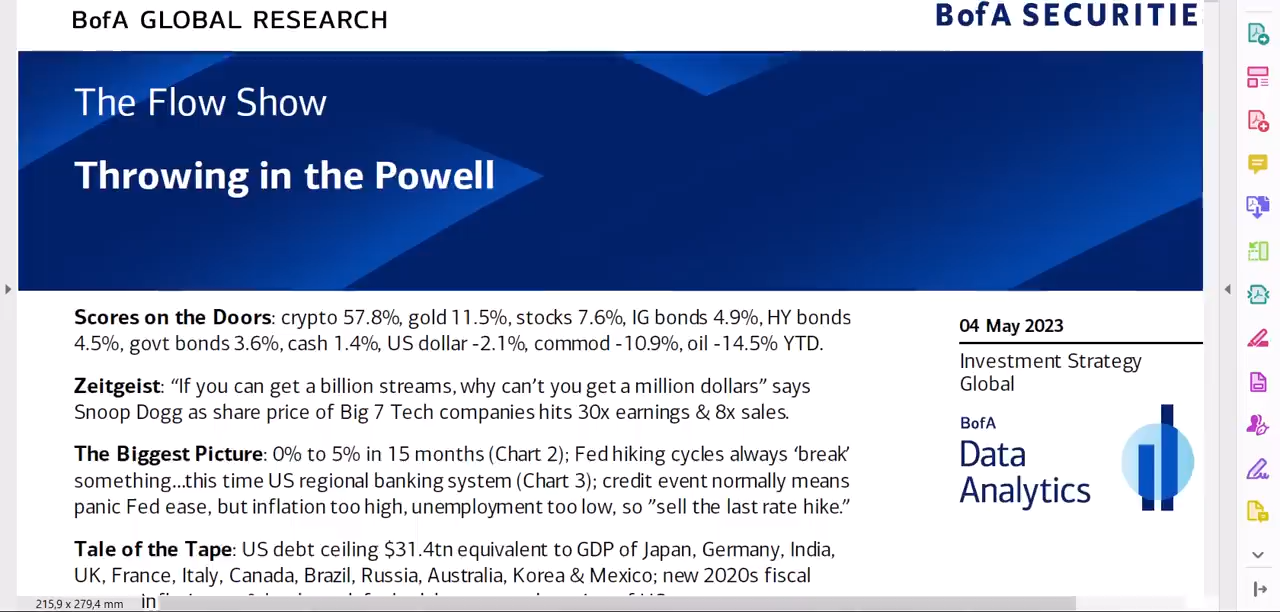 BofA GLOBAL RESEARCH
BofA SECURITIE
The Flow Show
Throwing in the Powell
Scores on the Doors: crypto 57.8%, gold 11.5%, stocks 7.6%, IG bonds 4.9%, HY bonds
4.5%, govt bonds 3.6%, cash 1.4%, US dollar -2.1%, commod -10.9%, oil -14.5% YTD.
Zeitgeist: “If you can get a billion streams, why can’t you get a million dollars” says
Snoop Dogg as share price of Big 7 Tech companies hits 30x earnings & 8x sales.
The Biggest Picture: 0% to 5% in 15 months (Chart 2); Fed hiking cycles always ‘break’
something...this time US regional banking system (Chart 3); credit event normally means
panic Fed ease, but inflation too high, unemployment too low, so ”sell the last rate hike.”
Tale of the Tape: US debt ceiling $31.4tn equivalent to GDP of Japan, Germany, India,
UK, France, Italy, Canada, Brazil, Russia, Australia, Korea & Mexico; new 2020s fiscal
04 May 2023
Investment Strategy
Global
BofA
Data
Analytics
215,9 x 279,4 mm
in